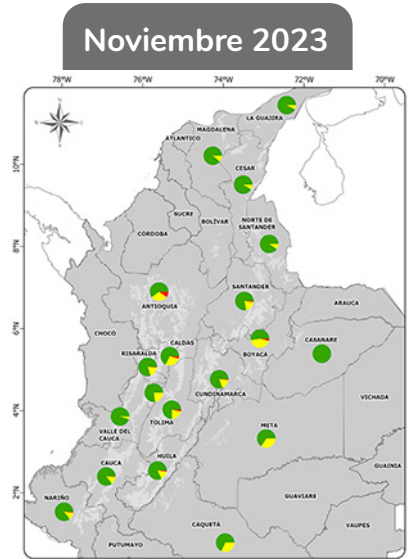 Noviembre 2023
78°W 76°W 74°W 72°W 70°W
N
LA GUAJIRA
MAGDALENA
ATLANTICO
10°N
CESAR
SUCRE
BOLÍVAR
NORTE DE
SANTANDER
CÓRDOBA
8°N
SANTANDER
ANTIOQUIA
ARAUCA
6°N
CHOCÓ
CALDAS
CASANARE
RISARALDA
BOYACA
CUNDINAMARCA
VICHADA
4°N
TOLIMA
VALLE DEL
CAUCA
META
HUILA
CAUCA
GUAINIA
2°N
NARIÑO
GUAVIARE
CAQUETÁ
VAUPES
PUTUMAYO